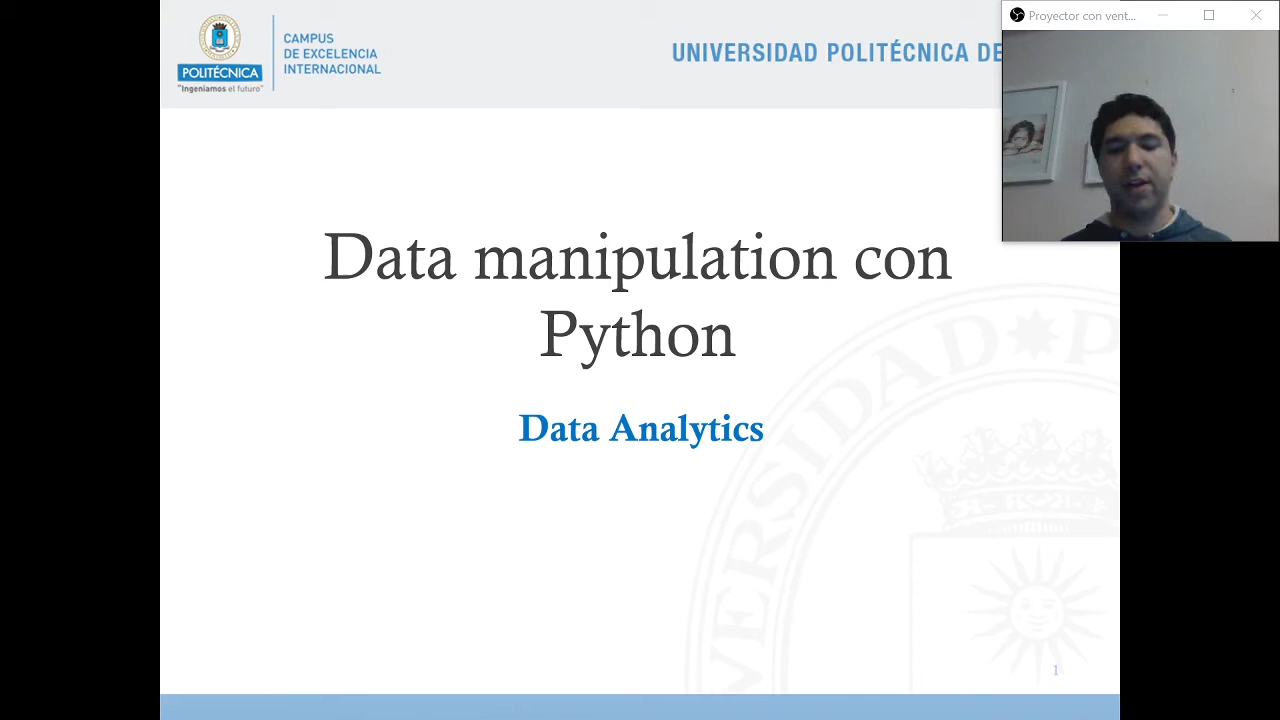 POLITÉCNICA
"Ingeniamos el futuro"
CAMPUS
DE EXCELENCIA
INTERNACIONAL
UNIVERSIDAD POLITÉCNICA DE
Proyector con vent...
Data manipulation con
Python
Data Analytics
VERSIDAD P
1